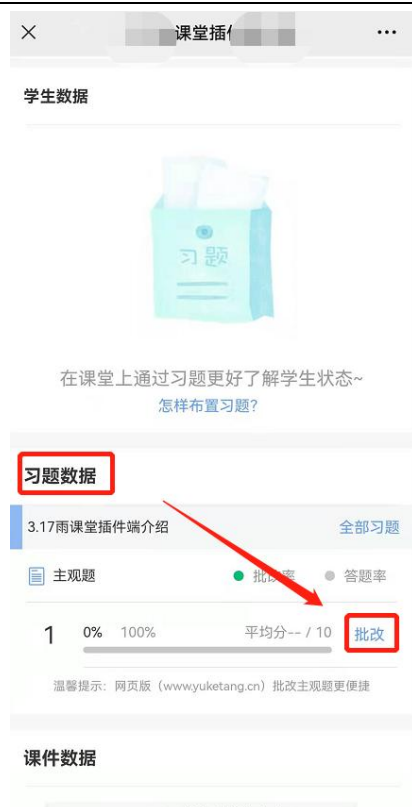 课堂插
学生数据
习题
在课堂上通过习题更好了解学生状态~
怎样布置习题?
习题数据
3.17雨课堂插件端介绍 全部习题
主观题 批改率 答题率
1 0% 100% 平均分-- / 10 批改
温馨提示：网页版（www.yuketang.cn）批改主观题更便捷
课件数据